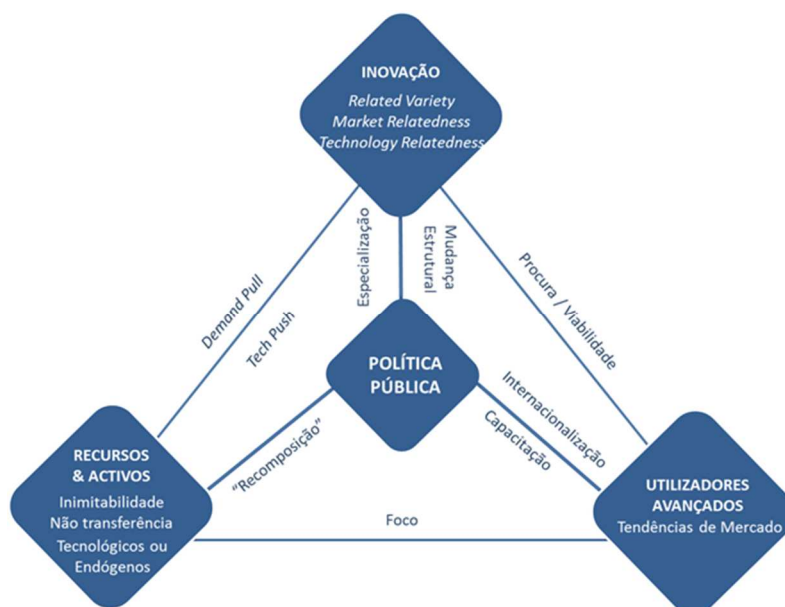 INOVAÇÃO
Related Variety
Market Relatedness
Technology Relatedness
Demand Pull
Tech Push
Especialização
Mudança
Estrutural
Procura / Viabilidade
POLÍTICA
PÚBLICA
“Recomposição”
Internacionalização
Capacitação
RECURSOS
& ACTIVOS
Inimitabilidade
Não transferência
Tecnológicos ou
Endógenos
Foco
UTILIZADORES
AVANÇADOS
Tendências de Mercado